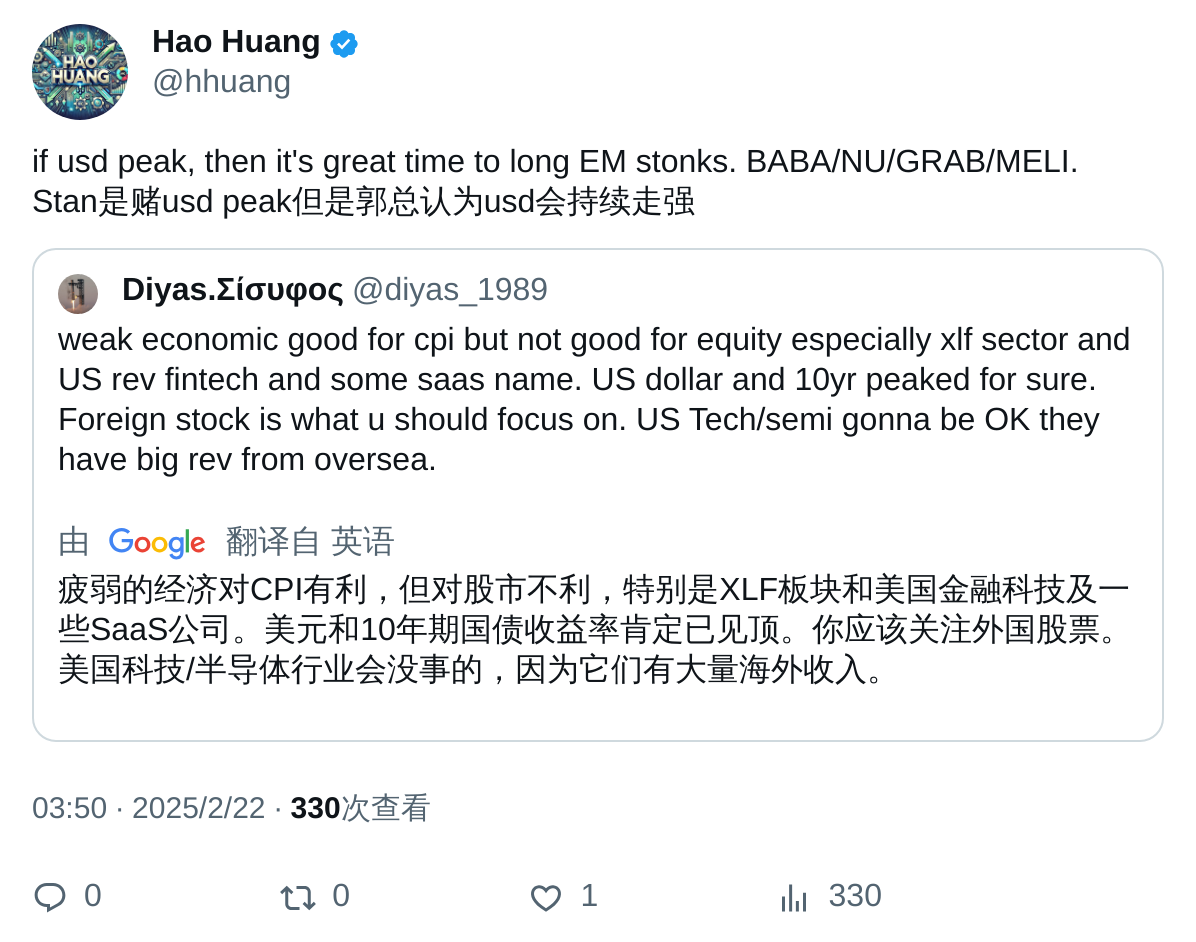 HAO
HUANG
Hao Huang
@hhuang
if usd peak, then it's great time to long EM stonks. BABA/NU/GRAB/MELI.
Stan是赌usd peak但是郭总认为usd会持续走强
Diyas.Σίσυφος @diyas_1989
weak economic good for cpi but not good for equity especially xlf sector and
US rev fintech and some saas name. US dollar and 10yr peaked for sure.
Foreign stock is what u should focus on. US Tech/semi gonna be OK they
have big rev from oversea.
由 Google 翻译自 英语
疲弱的经济对CPI有利，但对股市不利，特别是XLF板块和美国金融科技及一
些SaaS公司。美元和10年期国债收益率肯定已见顶。你应该关注外国股票。
美国科技/半导体行业会没事的，因为它们有大量海外收入。
03:50 · 2025/2/22 · 330次查看
0 0 1 330